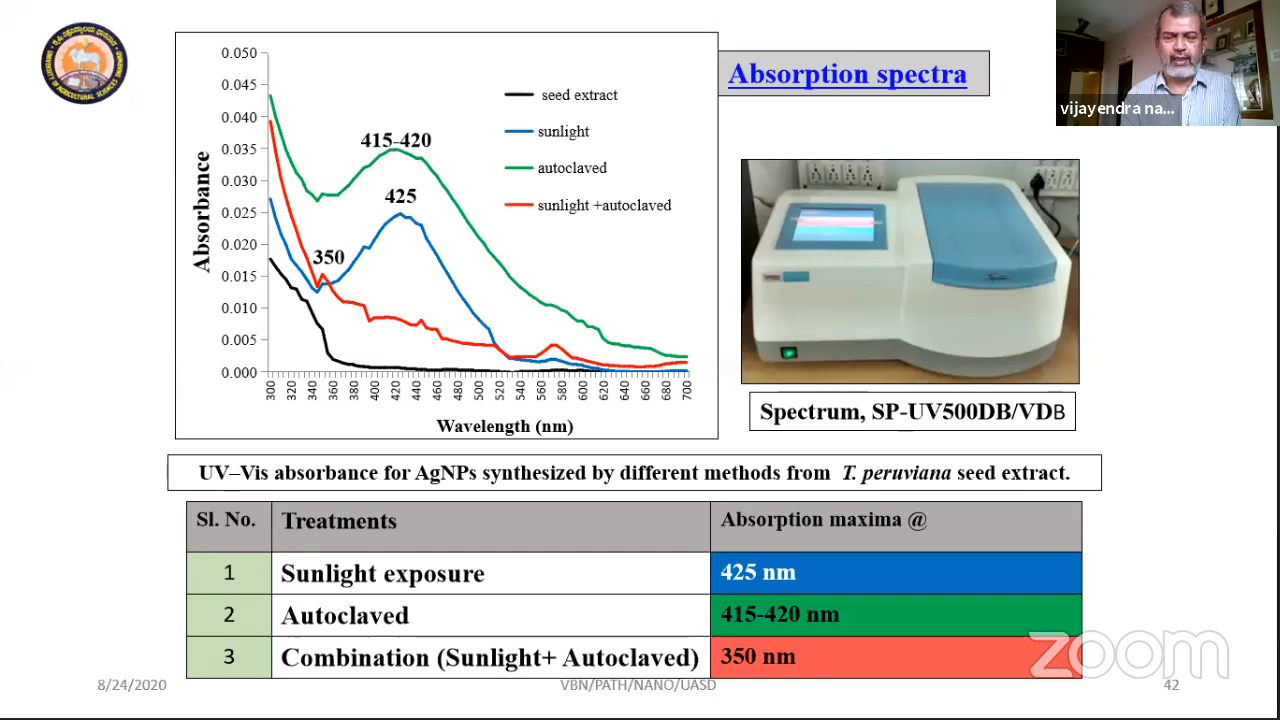 Absorption spectra
vijayendra na...
0.050
0.045
0.040
0.035
0.030
0.025
0.020
0.015
0.010
0.005
0.000
Absorbance
seed extract
sunlight
autoclaved
sunlight +autoclaved
415-420
425
350
300 320 340 360 380 400 420 440 460 480 500 520 540 560 580 600 620 640 660 680 700
Wavelength (nm)
Spectrum, SP-UV500DB/VDB
UV–Vis absorbance for AgNPs synthesized by different methods from T. peruviana seed extract.
Sl. No. Treatments Absorption maxima @
1 Sunlight exposure 425 nm
2 Autoclaved 415-420 nm
3 Combination (Sunlight+ Autoclaved) 350 nm
zoom
8/24/2020 VBN/PATH/NANO/UASD 42